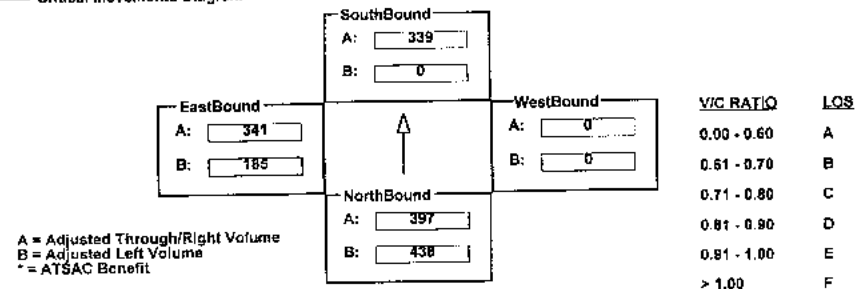 SouthBound
A: 339
B: 0
EastBound
A: 341
B: 185
WestBound
A: 0
B: 0
NorthBound
A: 397
B: 438
A = Adjusted Through/Right Volume
B = Adjusted Left Volume
* = ATSAC Benefit
V/C RATIO LOS
0.00 - 0.60 A
0.61 - 0.70 B
0.71 - 0.80 C
0.81 - 0.90 D
0.91 - 1.00 E
> 1.00 F